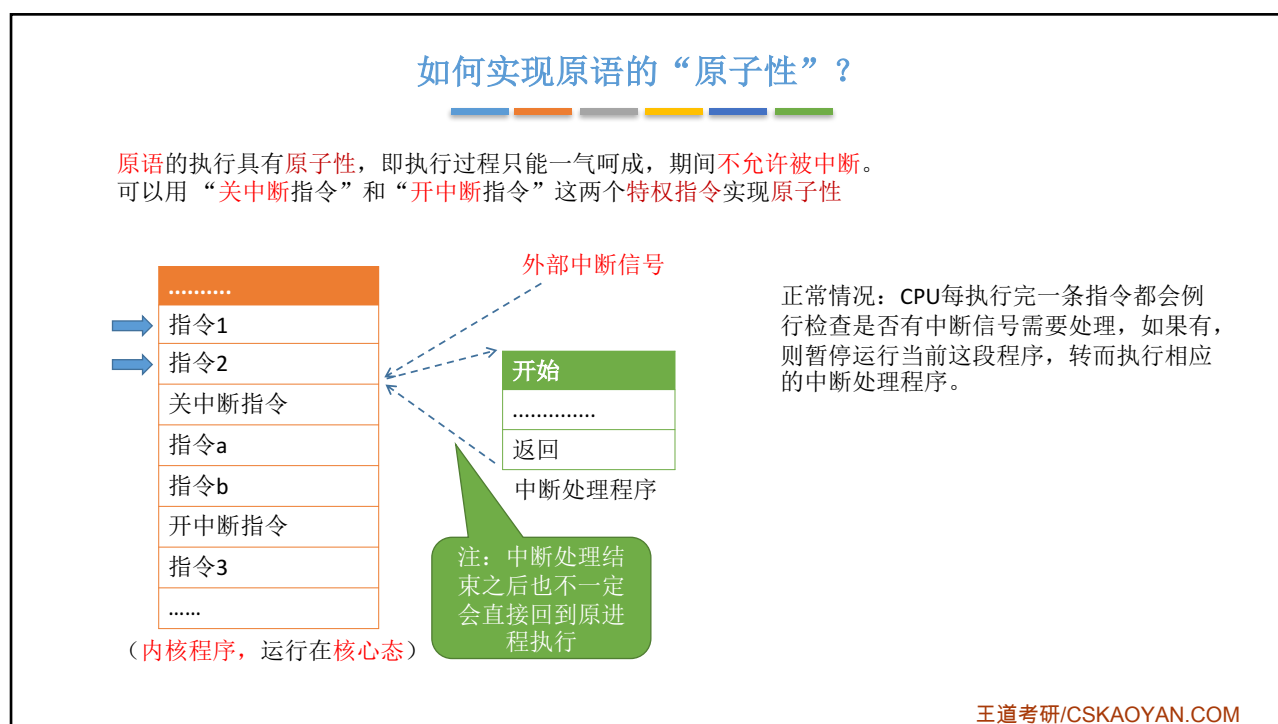 如何实现原语的“原子性”？
原语的执行具有原子性，即执行过程只能一气呵成，期间不允许被中断。
可以用 “关中断指令”和“开中断指令”这两个特权指令实现原子性
..........
指令1
指令2
关中断指令
指令a
指令b
开中断指令
指令3
……
（内核程序，运行在核心态）
外部中断信号
开始
..............
返回
中断处理程序
注：中断处理结
束之后也不一定
会直接回到原进
程执行
正常情况：CPU每执行完一条指令都会例
行检查是否有中断信号需要处理，如果有，
则暂停运行当前这段程序，转而执行相应
的中断处理程序。
王道考研/CSKAOYAN.COM